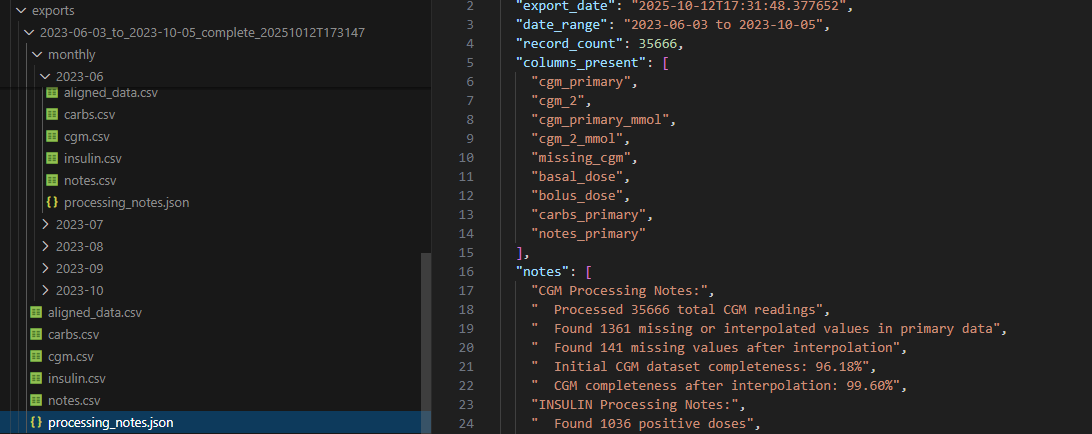 exports
2023-06-03_to_2023-10-05_complete_20251012T173147
monthly
2023-06
aligned_data.csv
carbs.csv
cgm.csv
insulin.csv
notes.csv
{} processing_notes.json
2023-07
2023-08
2023-09
2023-10
aligned_data.csv
carbs.csv
cgm.csv
insulin.csv
notes.csv
{} processing_notes.json
2 "export_date": "2025-10-12T17:31:48.377652",
3 "date_range": "2023-06-03 to 2023-10-05",
4 "record_count": 35666,
5 "columns_present": [
6 "cgm_primary",
7 "cgm_2",
8 "cgm_primary_mmol",
9 "cgm_2_mmol",
10 "missing_cgm",
11 "basal_dose",
12 "bolus_dose",
13 "carbs_primary",
14 "notes_primary"
15 ],
16 "notes": [
17 "CGM Processing Notes:",
18 "  Processed 35666 total CGM readings",
19 "  Found 1361 missing or interpolated values in primary data",
20 "  Found 141 missing values after interpolation",
21 "  Initial CGM dataset completeness: 96.18%",
22 "  CGM completeness after interpolation: 99.60%",
23 "INSULIN Processing Notes:",
24 "  Found 1036 positive doses",